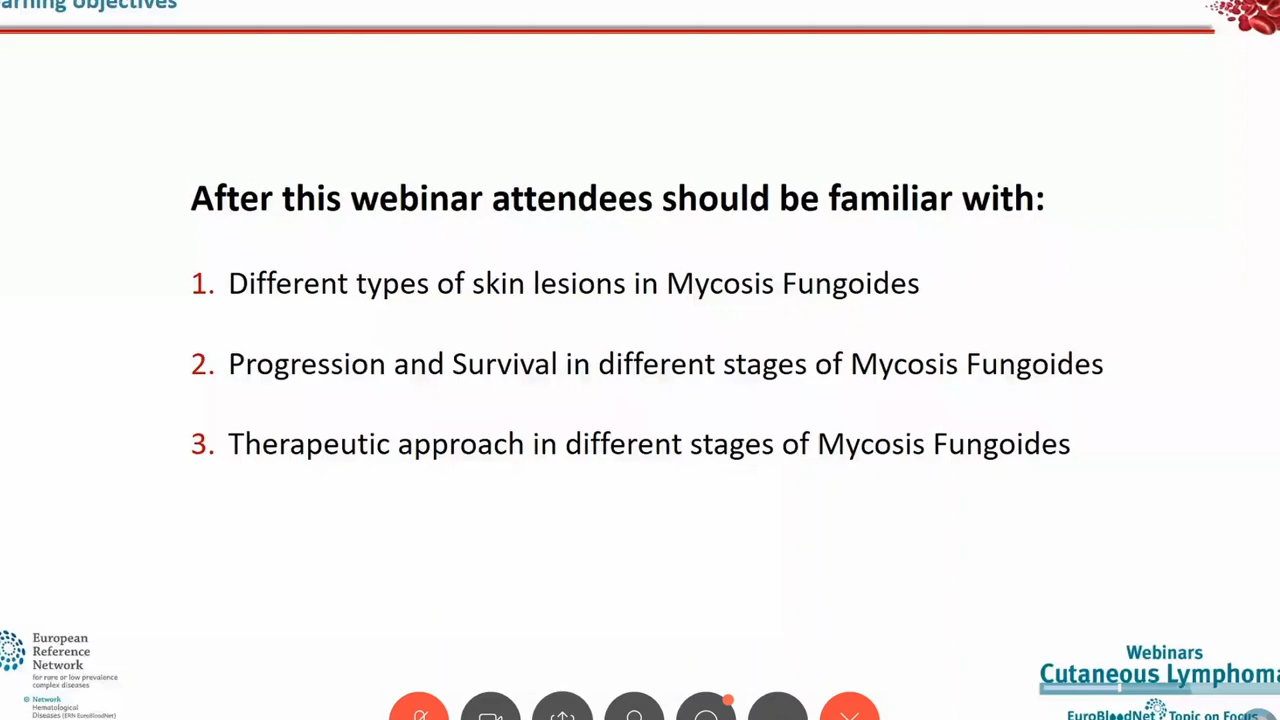 arning objectives
After this webinar attendees should be familiar with:
1. Different types of skin lesions in Mycosis Fungoides
2. Progression and Survival in different stages of Mycosis Fungoides
3. Therapeutic approach in different stages of Mycosis Fungoides
European
Reference
Network
for rare or low prevalence
complex diseases
Network
Hematological
Diseases (ERN EuroBloodNet)
Webinars
Cutaneous Lymphoma
EuroBloodNet Topic on Focus